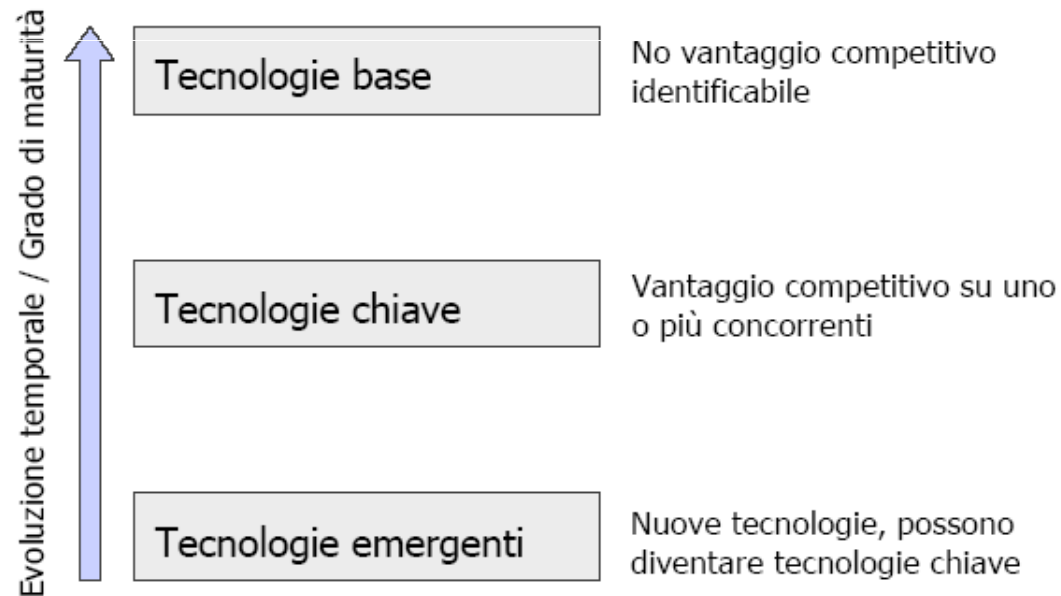 Evoluzione temporale / Grado di maturità
Tecnologie base
No vantaggio competitivo
identificabile
Tecnologie chiave
Vantaggio competitivo su uno
o più concorrenti
Tecnologie emergenti
Nuove tecnologie, possono
diventare tecnologie chiave